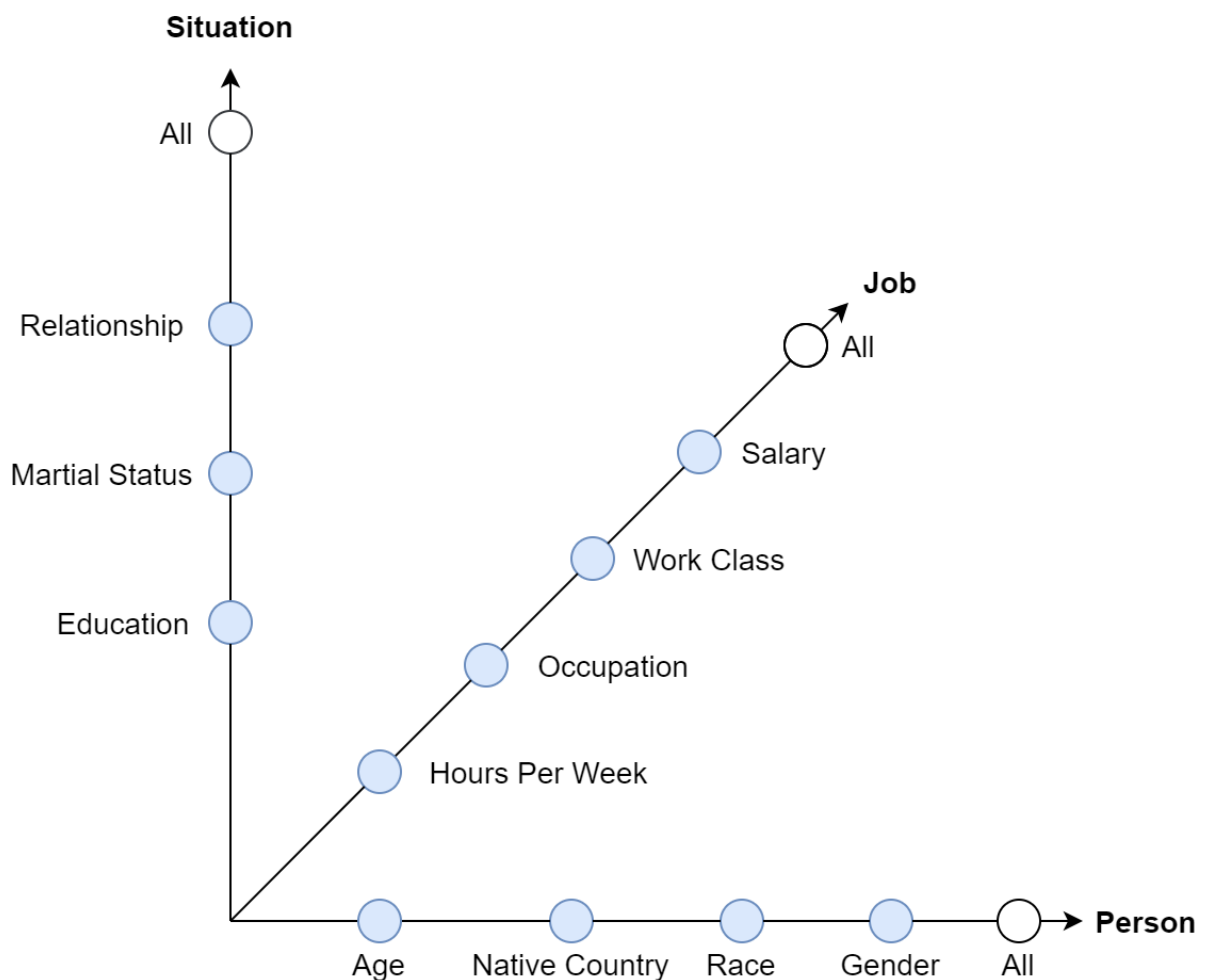 Situation
All
Job
All
Relationship
Salary
Martial Status
Work Class
Education
Occupation
Hours Per Week
Person
Age
Native Country
Race
Gender
All